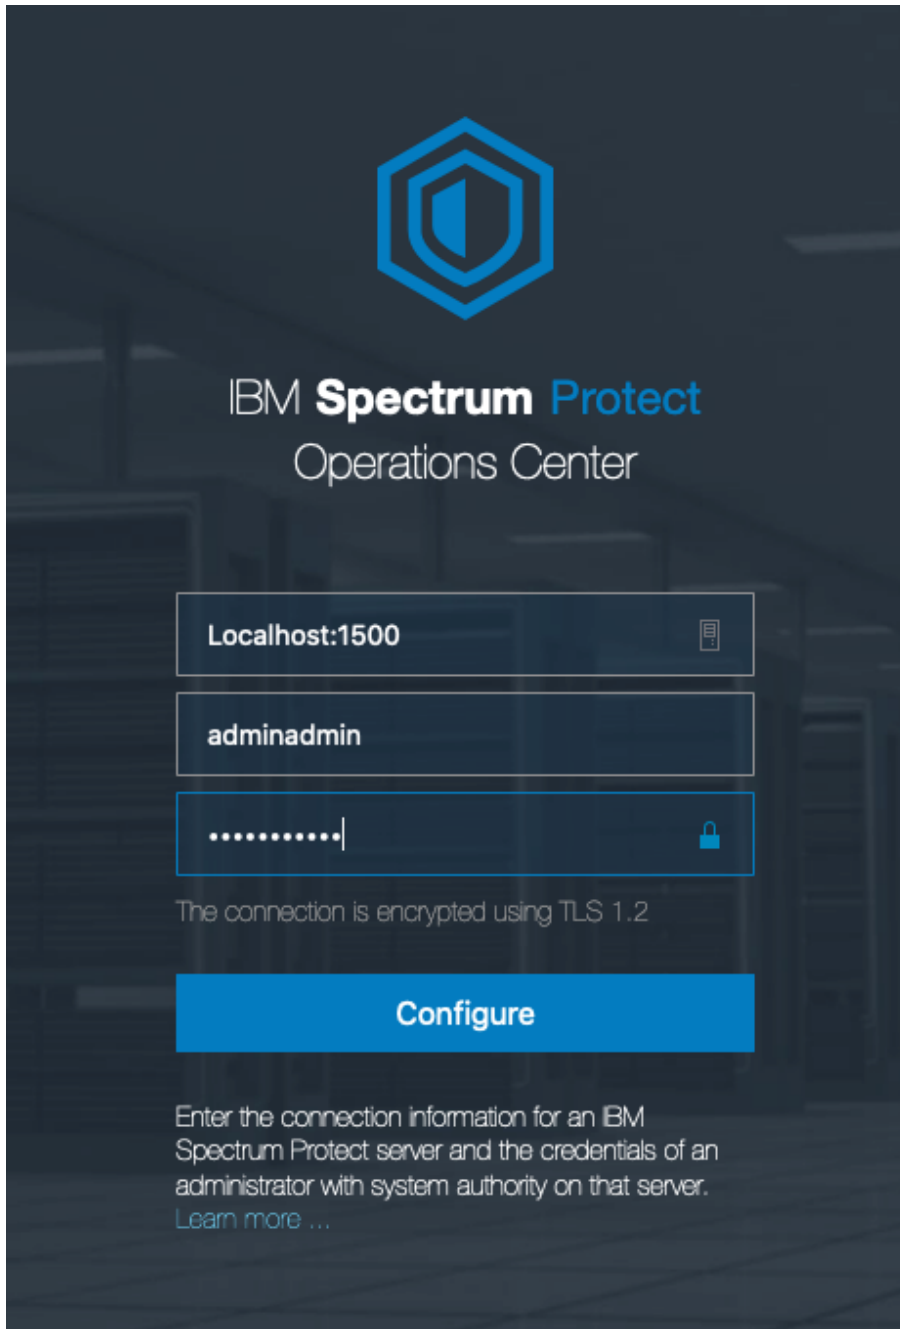 IBM Spectrum Protect
Operations Center
Localhost:1500
adminadmin
•••••••••••
The connection is encrypted using TLS 1.2
Configure
Enter the connection information for an IBM
Spectrum Protect server and the credentials of an
administrator with system authority on that server.
Learn more ...